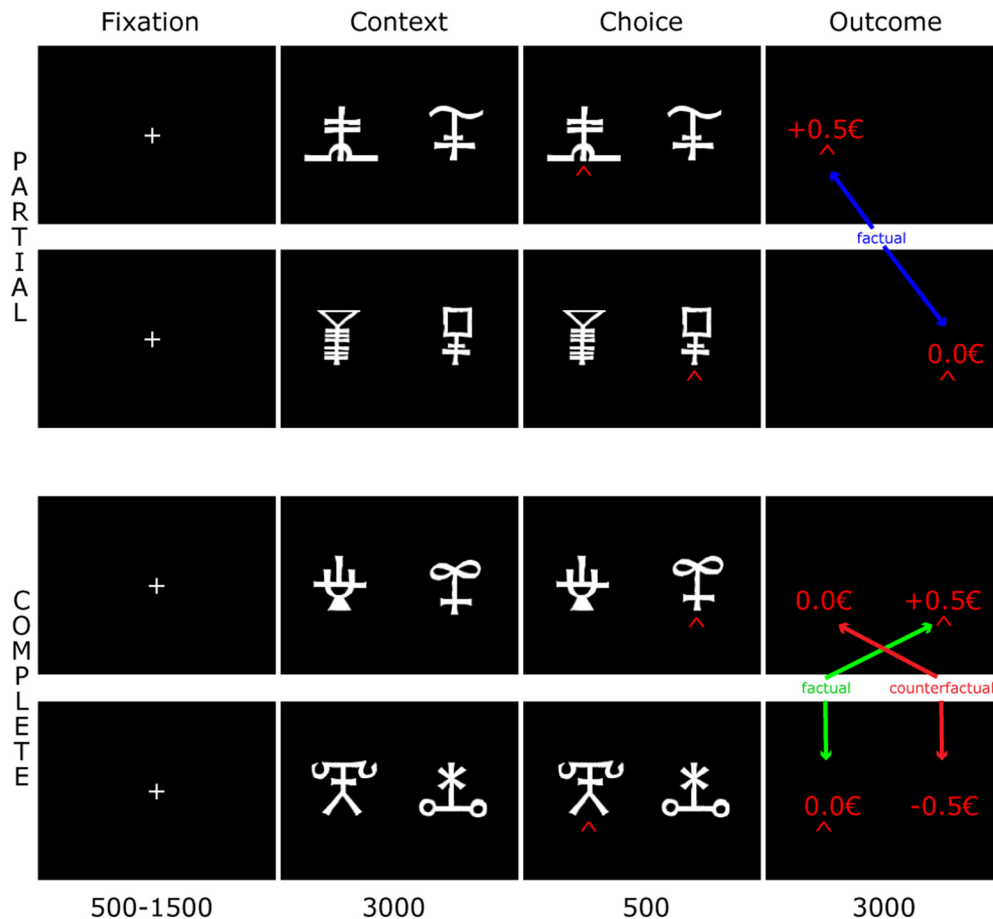 Fixation Context Choice Outcome
PARTIAL
+0.5€
factual
0.0€
COMPLETE
0.0€ +0.5€
factual counterfactual
0.0€ -0.5€
500-1500 3000 500 3000